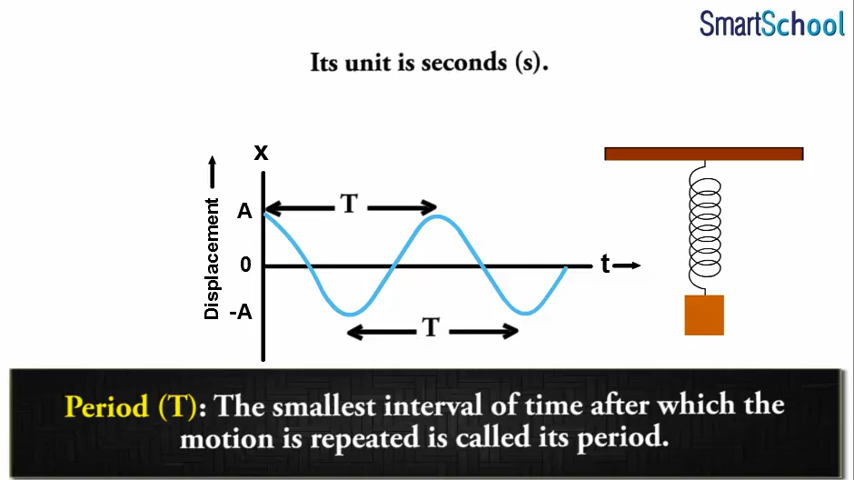 SmartSchool
Its unit is seconds (s).
x
Displacement
A
T
0
t
-A
T
Period (T): The smallest interval of time after which the
motion is repeated is called its period.